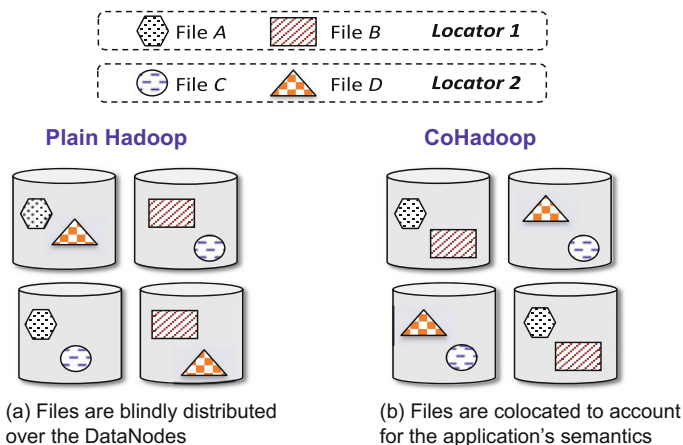 File A File B Locator 1
File C File D Locator 2
Plain Hadoop CoHadoop
(a) Files are blindly distributed
over the DataNodes
(b) Files are colocated to account
for the application's semantics